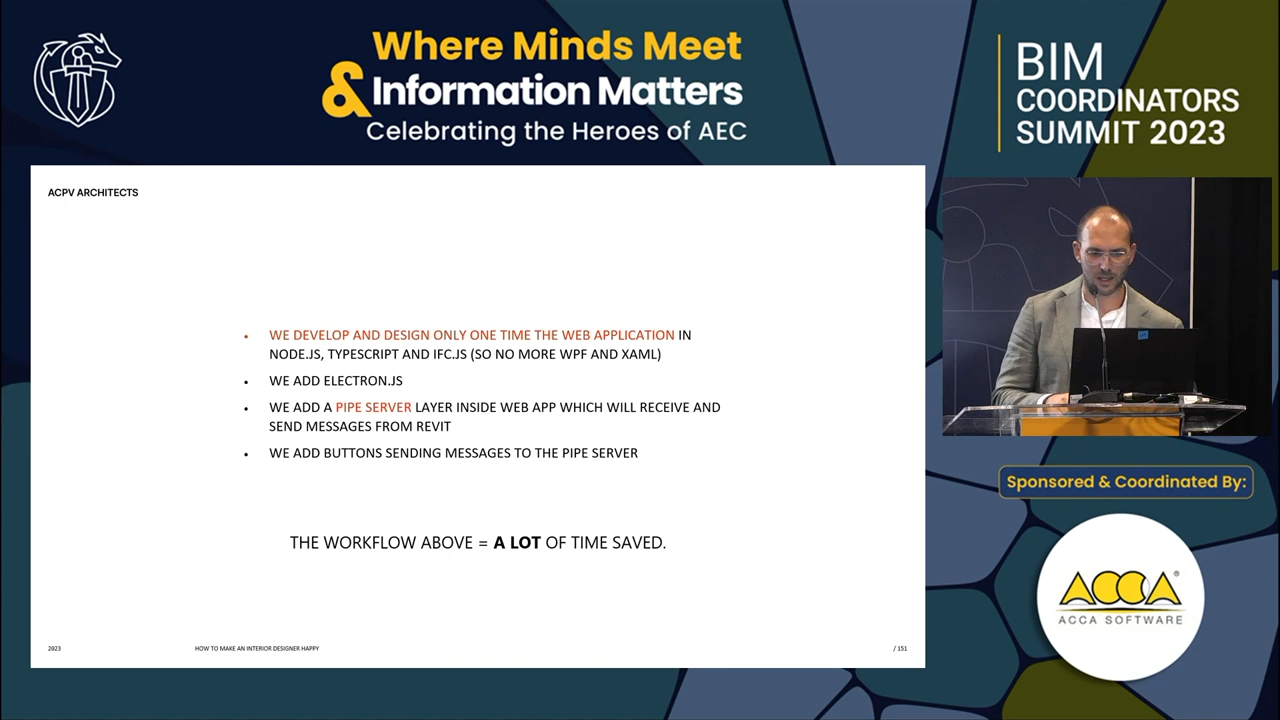 Where Minds Meet
& Information Matters
Celebrating the Heroes of AEC
BIM
COORDINATORS
SUMMIT 2023
ACPV ARCHITECTS
• WE DEVELOP AND DESIGN ONLY ONE TIME THE WEB APPLICATION IN
NODE.JS, TYPESCRIPT AND IFC.JS (SO NO MORE WPF AND XAML)
• WE ADD ELECTRON.JS
• WE ADD A PIPE SERVER LAYER INSIDE WEB APP WHICH WILL RECEIVE AND
SEND MESSAGES FROM REVIT
• WE ADD BUTTONS SENDING MESSAGES TO THE PIPE SERVER
THE WORKFLOW ABOVE = A LOT OF TIME SAVED.
2023
HOW TO MAKE AN INTERIOR DESIGNER HAPPY
/ 151
Sponsored & Coordinated By:
ACCA®
ACCA SOFTWARE